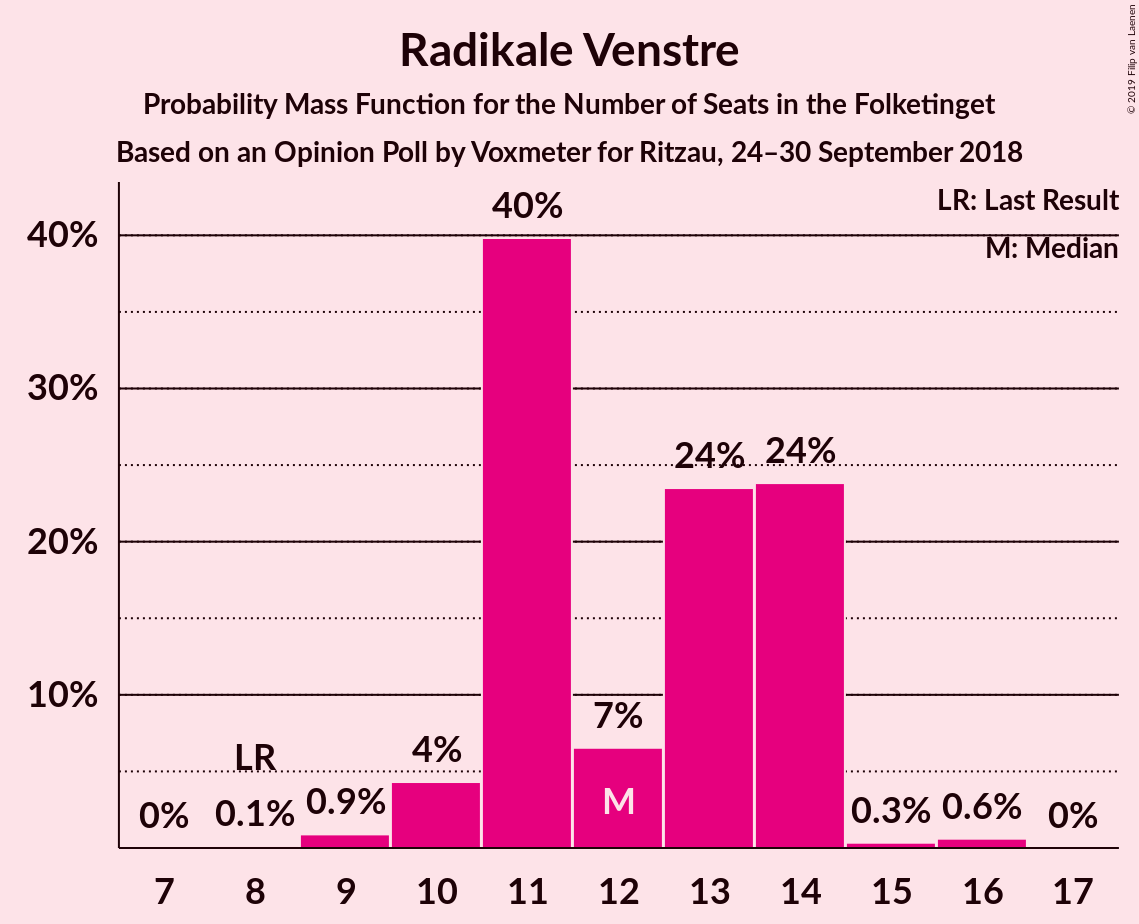 Radikale Venstre
Probability Mass Function for the Number of Seats in the Folketinget
Based on an Opinion Poll by Voxmeter for Ritzau, 24–30 September 2018
© 2019 Filip van Laenen
LR: Last Result
M: Median
40%
30%
20%
10%
0%
LR
0.1%
0.9%
4%
40%
7%
M
24%
24%
0.3%
0.6%
0%
7 8 9 10 11 12 13 14 15 16 17